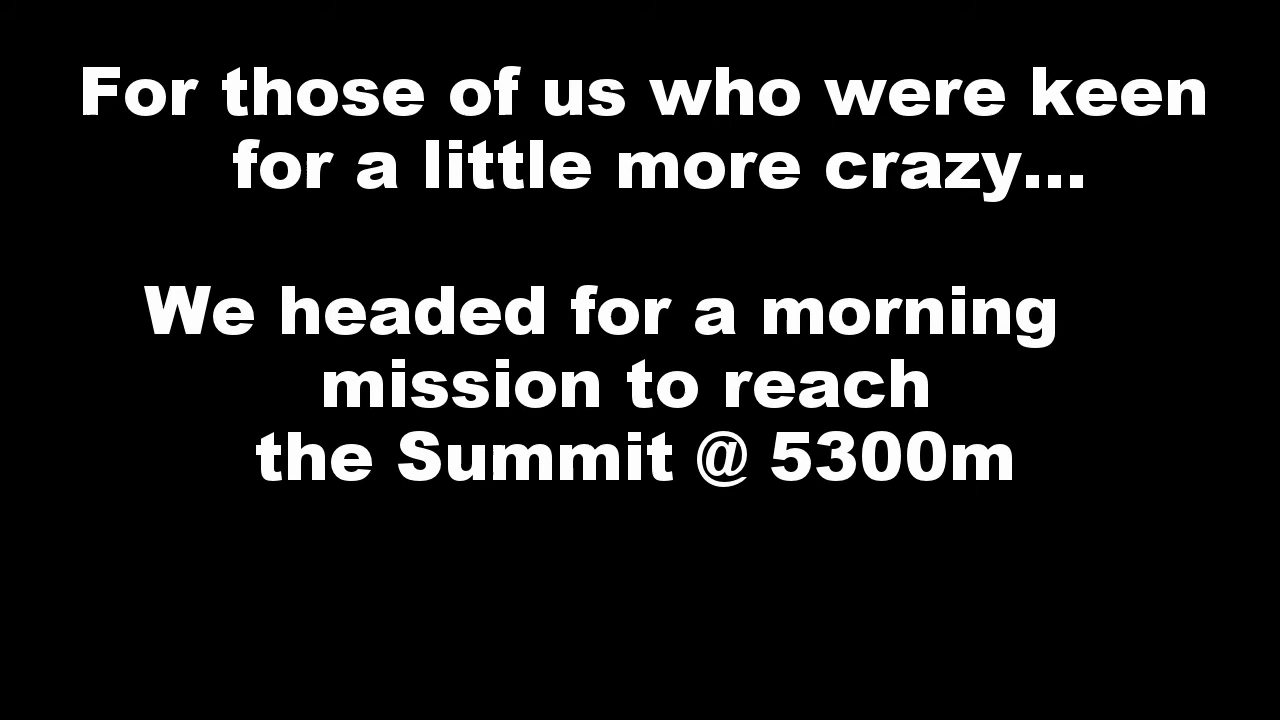 For those of us who were keen
for a little more crazy...
We headed for a morning
mission to reach
the Summit @ 5300m